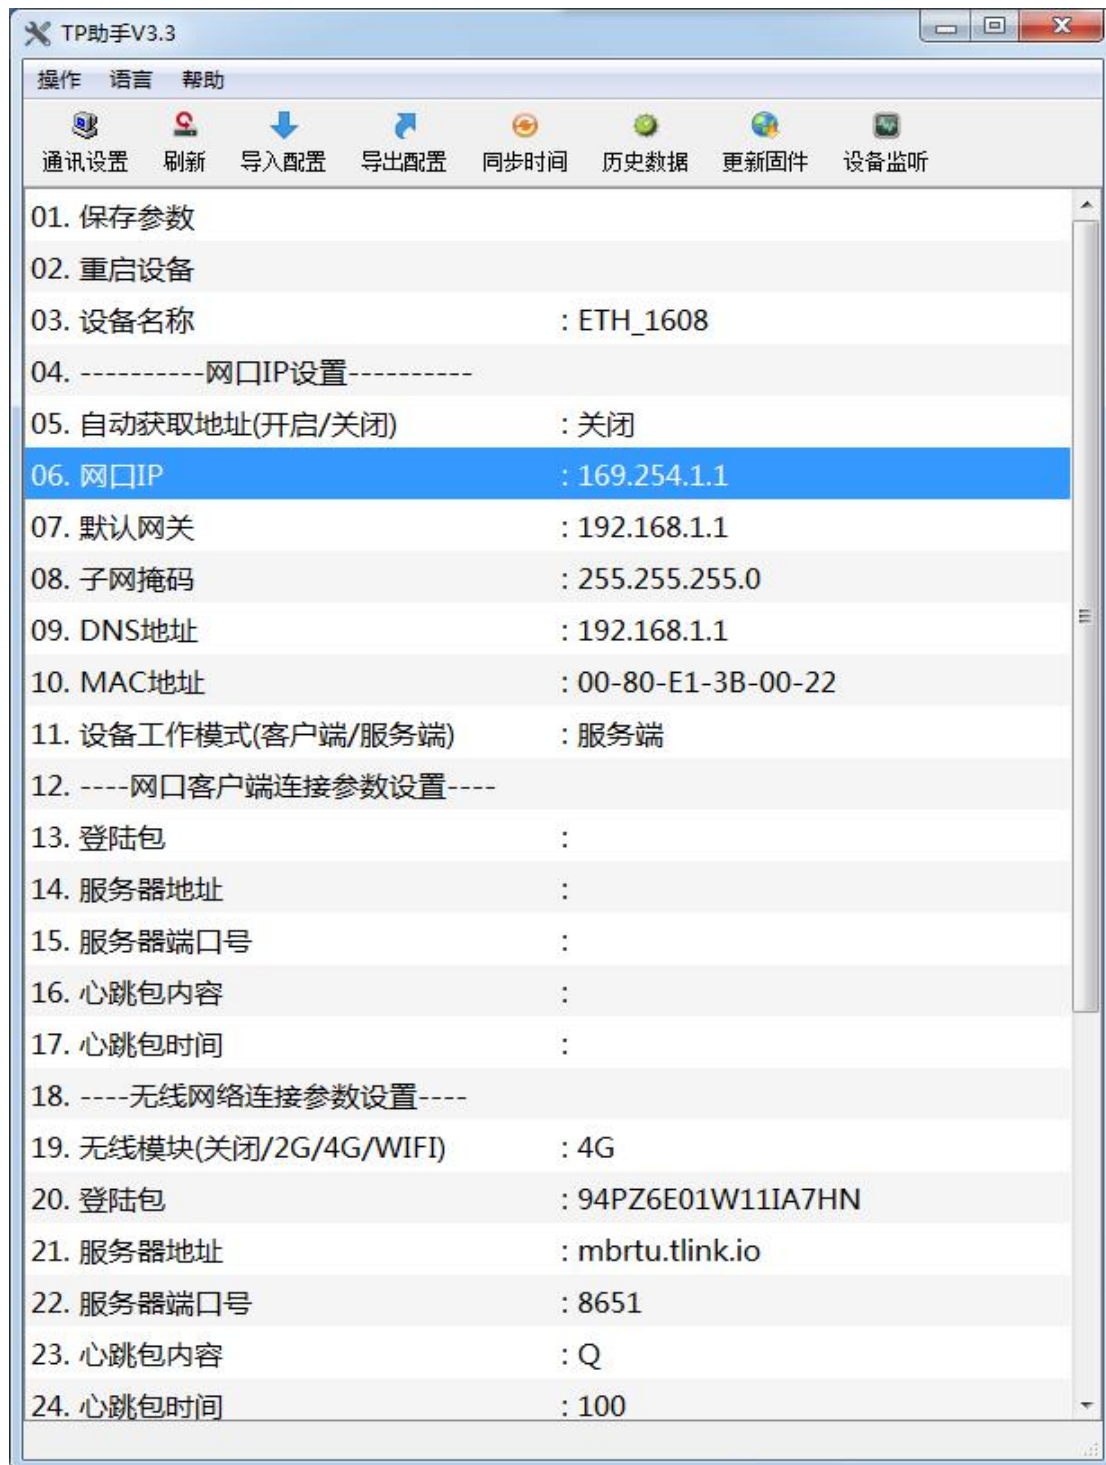 TP助手V3.3
操作 语言 帮助
通讯设置 刷新 导入配置 导出配置 同步时间 历史数据 更新固件 设备监听
01. 保存参数
02. 重启设备
03. 设备名称 : ETH_1608
04. ----------网口IP设置----------
05. 自动获取地址(开启/关闭) : 关闭
06. 网口IP : 169.254.1.1
07. 默认网关 : 192.168.1.1
08. 子网掩码 : 255.255.255.0
09. DNS地址 : 192.168.1.1
10. MAC地址 : 00-80-E1-3B-00-22
11. 设备工作模式(客户端/服务端) : 服务端
12. ----网口客户端连接参数设置----
13. 登陆包 :
14. 服务器地址 :
15. 服务器端口号 :
16. 心跳包内容 :
17. 心跳包时间 :
18. ----无线网络连接参数设置----
19. 无线模块(关闭/2G/4G/WIFI) : 4G
20. 登陆包 : 94PZ6E01W11IA7HN
21. 服务器地址 : mbrtu.tlink.io
22. 服务器端口号 : 8651
23. 心跳包内容 : Q
24. 心跳包时间 : 100